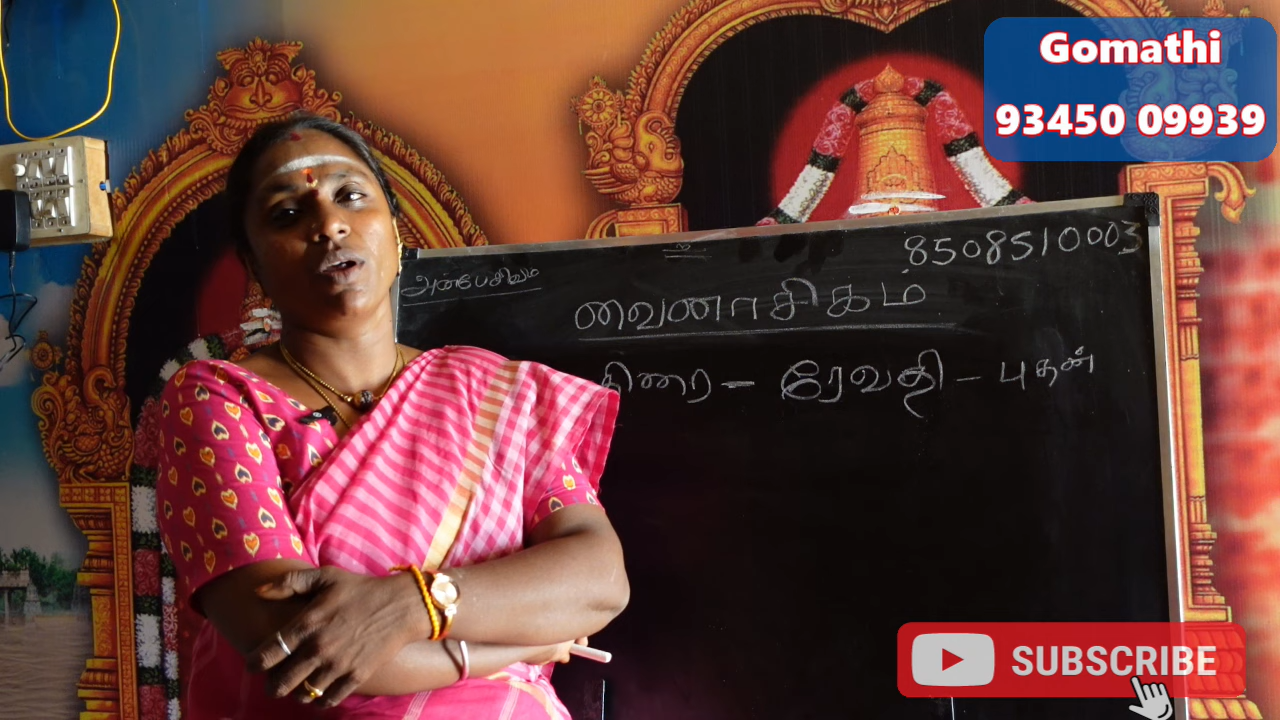 Gomathi
93450 09939
உ
8508510003
அன்பேசிவம்
வைணாசிகம்
திரை - ரேவதி - புதன்
SUBSCRIBE